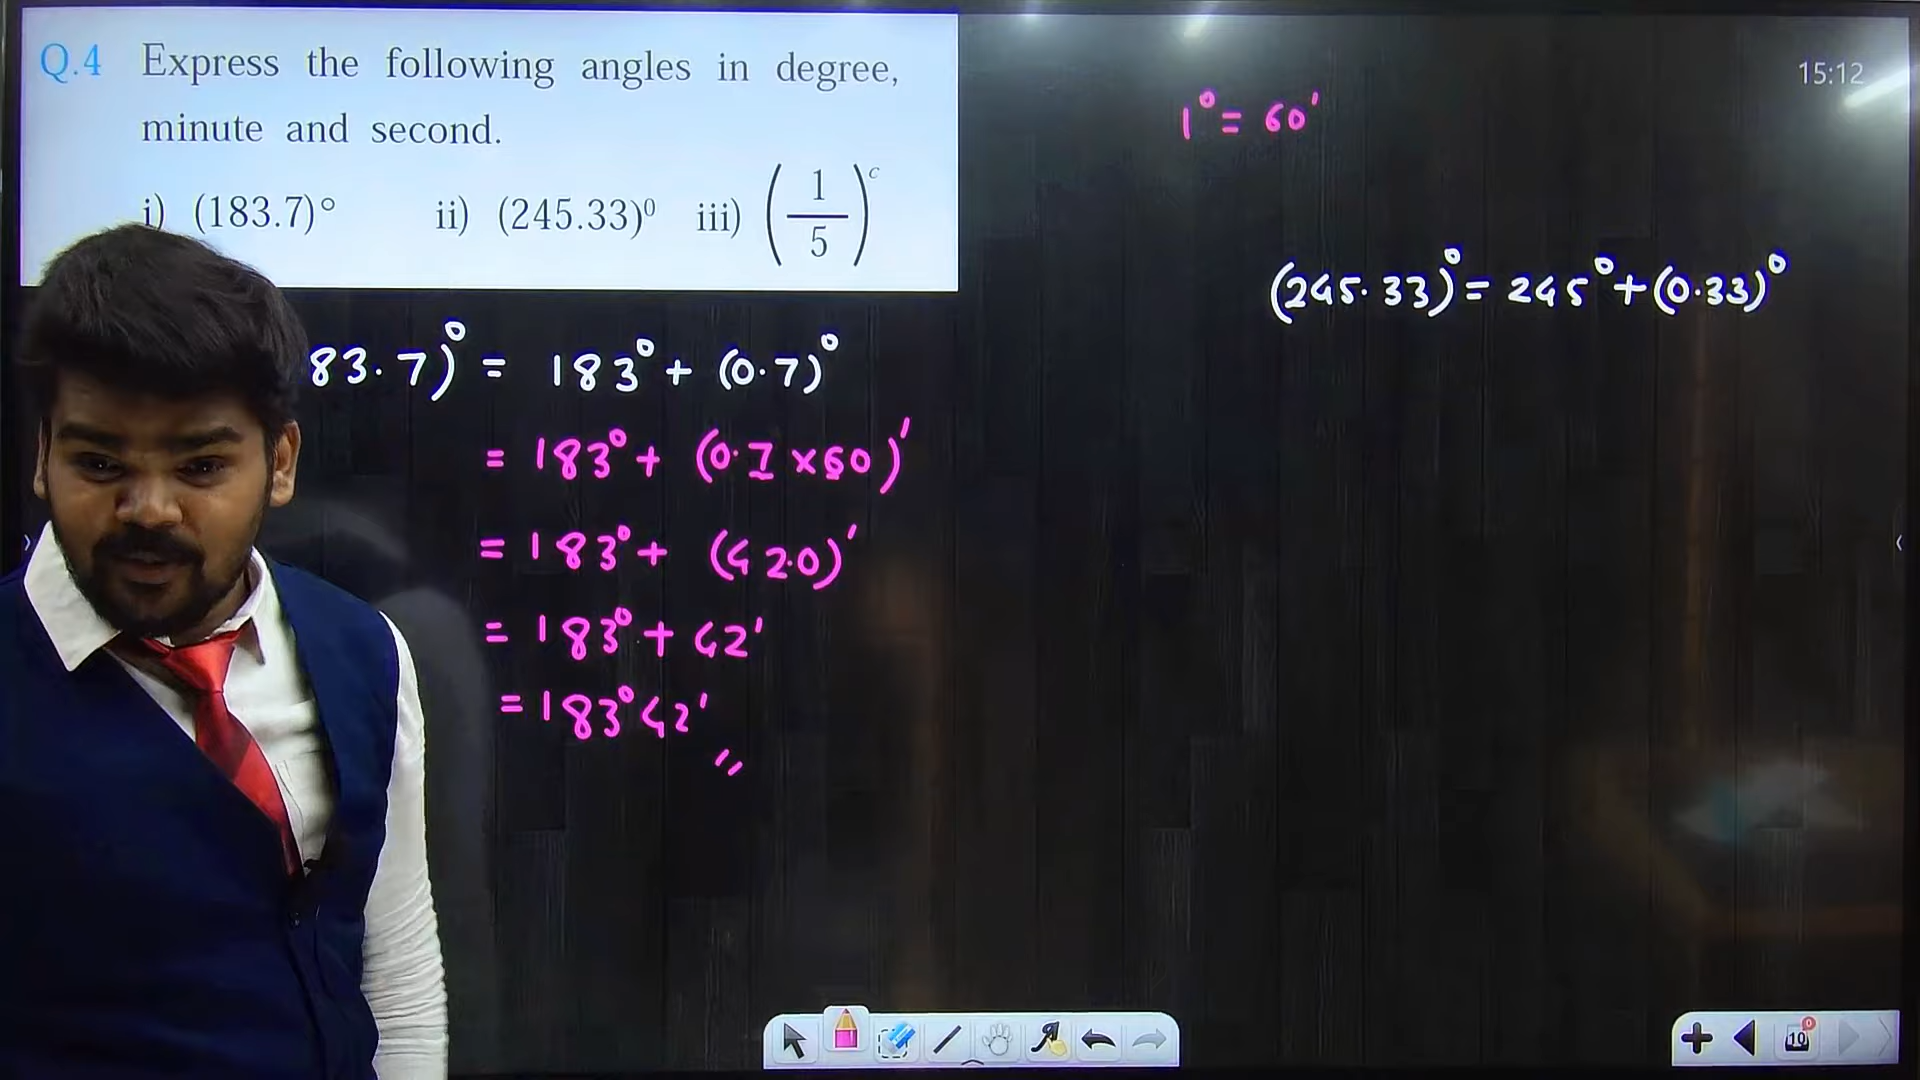 Q.4 Express the following angles in degree,
minute and second.
i) (183.7)° ii) (245.33)⁰ iii) (1/5)ᶜ
83.7)° = 183° + (0.7)°
= 183° + (0.7 × 60)'
= 183° + (42.0)'
= 183° + 42'
= 183° 42'
〃
15:12
1° = 60'
(245.33)° = 245° + (0.33)°
10
0